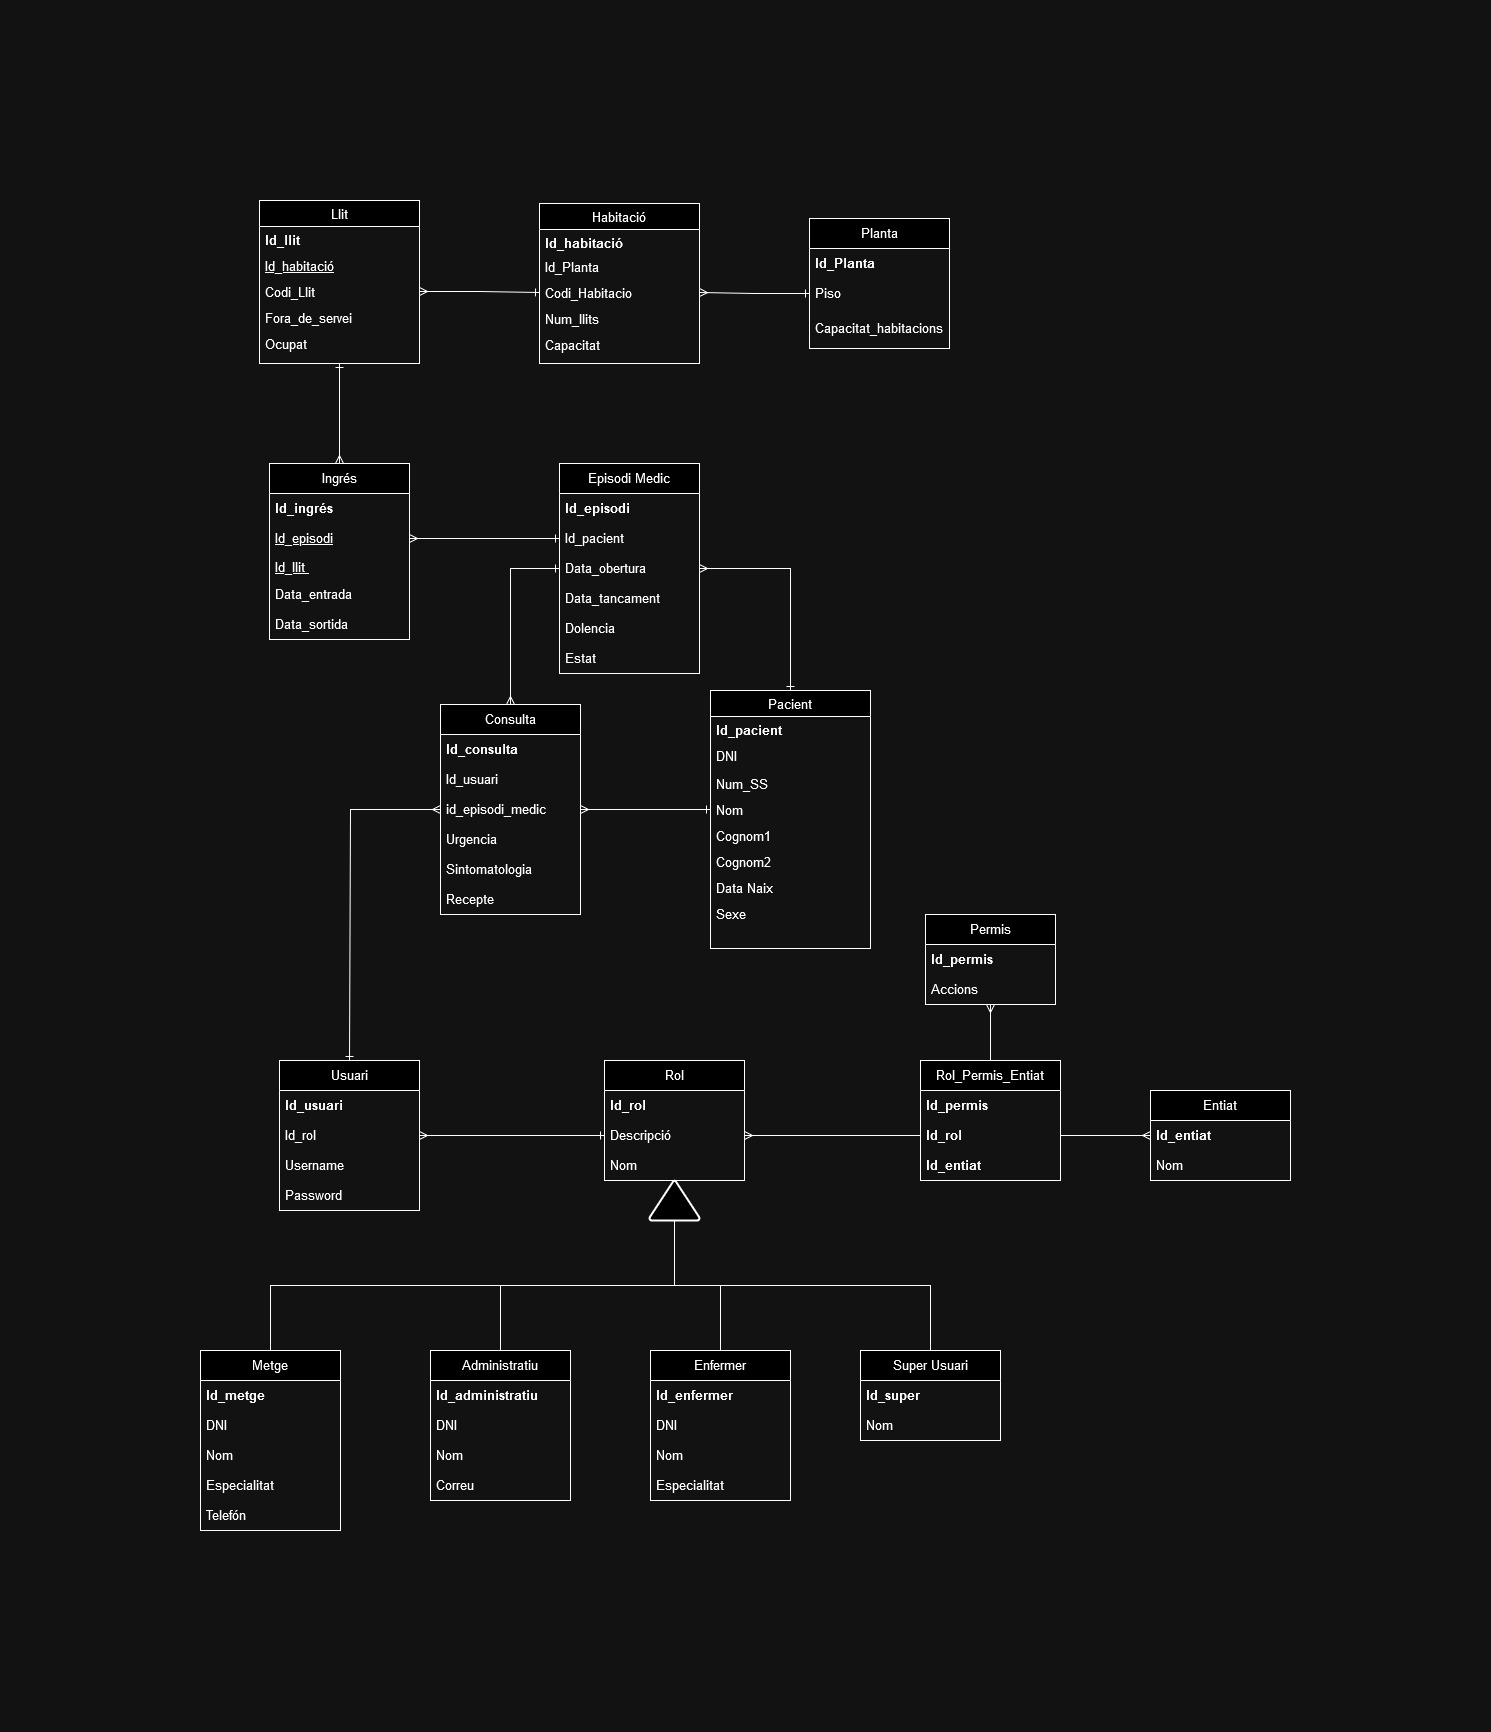 Llit
Id_llit
Id_habitació
Codi_Llit
Fora_de_servei
Ocupat
Habitació
Id_habitació
Id_Planta
Codi_Habitacio
Num_llits
Capacitat
Planta
Id_Planta
Piso
Capacitat_habitacions
Ingrés
Id_ingrés
Id_episodi
Id_llit
Data_entrada
Data_sortida
Episodi Medic
Id_episodi
Id_pacient
Data_obertura
Data_tancament
Dolencia
Estat
Consulta
Id_consulta
Id_usuari
id_episodi_medic
Urgencia
Sintomatologia
Recepte
Pacient
Id_pacient
DNI
Num_SS
Nom
Cognom1
Cognom2
Data Naix
Sexe
Permis
Id_permis
Accions
Usuari
Id_usuari
Id_rol
Username
Password
Rol
Id_rol
Descripció
Nom
Rol_Permis_Entiat
Id_permis
Id_rol
Id_entiat
Entiat
Id_entiat
Nom
Metge
Id_metge
DNI
Nom
Especialitat
Telefón
Administratiu
Id_administratiu
DNI
Nom
Correu
Enfermer
Id_enfermer
DNI
Nom
Especialitat
Super Usuari
Id_super
Nom